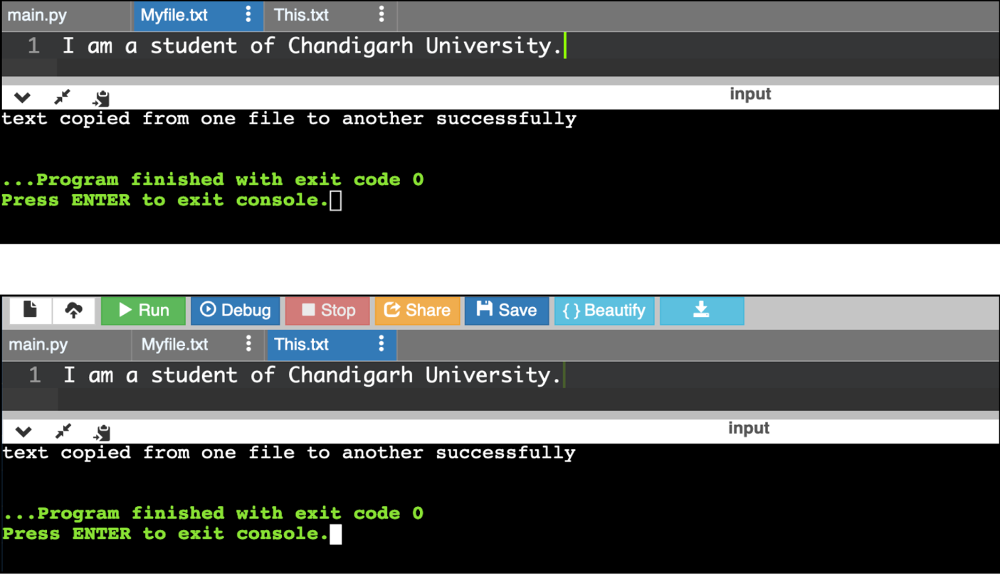 main.py Myfile.txt This.txt
1 I am a student of Chandigarh University.
input
text copied from one file to another successfully
...Program finished with exit code 0
Press ENTER to exit console.
Run Debug Stop Share Save { } Beautify
main.py Myfile.txt This.txt
1 I am a student of Chandigarh University.
input
text copied from one file to another successfully
...Program finished with exit code 0
Press ENTER to exit console.